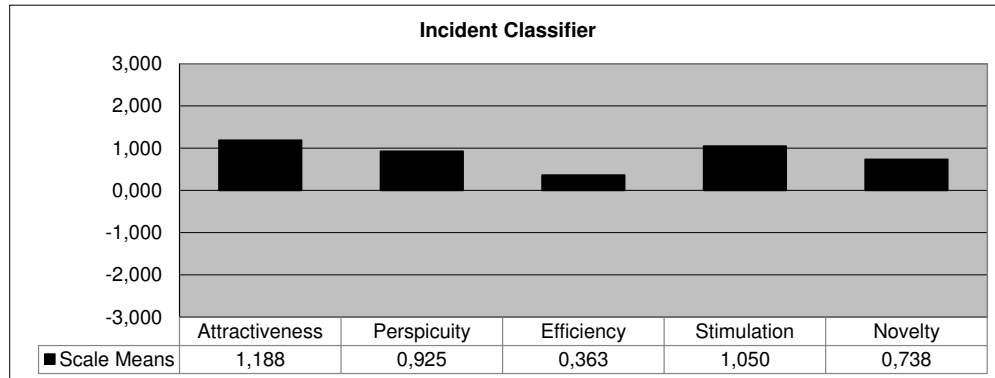 Incident Classifier
3,000
2,000
1,000
0,000
-1,000
-2,000
-3,000
Attractiveness Perspicuity Efficiency Stimulation Novelty
Scale Means 1,188 0,925 0,363 1,050 0,738